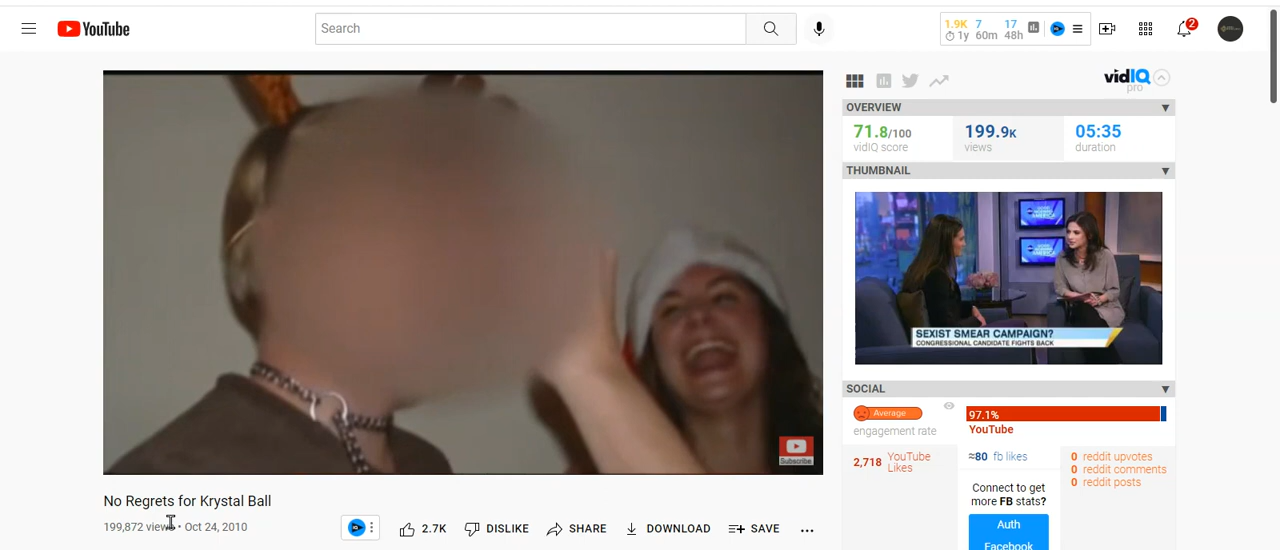 YouTube
Search
1.9K 7 17
1y 60m 48h
2
vidIQ
pro
OVERVIEW
71.8/100 199.9K 05:35
vidIQ score views duration
THUMBNAIL
SEXIST SMEAR CAMPAIGN?
CONGRESSIONAL CANDIDATE FIGHTS BACK
SOCIAL
Average 97.1%
engagement rate YouTube
2,718 YouTube Likes
≈80 fb likes
0 reddit upvotes
0 reddit comments
0 reddit posts
Connect to get
more FB stats?
Auth
Facebook
Subscribe
No Regrets for Krystal Ball
199,872 views • Oct 24, 2010
2.7K DISLIKE SHARE DOWNLOAD SAVE